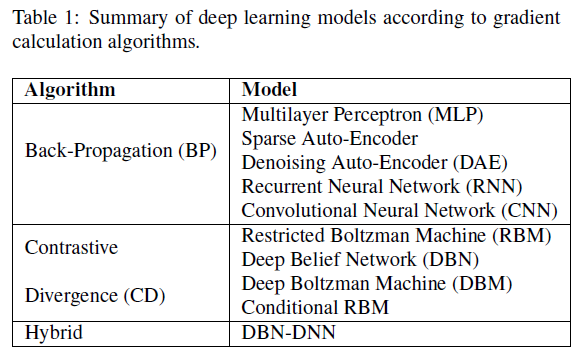 Table 1: Summary of deep learning models according to gradient
calculation algorithms.
Algorithm Model
Back-Propagation (BP)
Multilayer Perceptron (MLP)
Sparse Auto-Encoder
Denoising Auto-Encoder (DAE)
Recurrent Neural Network (RNN)
Convolutional Neural Network (CNN)
Contrastive
Divergence (CD)
Restricted Boltzman Machine (RBM)
Deep Belief Network (DBN)
Deep Boltzman Machine (DBM)
Conditional RBM
Hybrid DBN-DNN